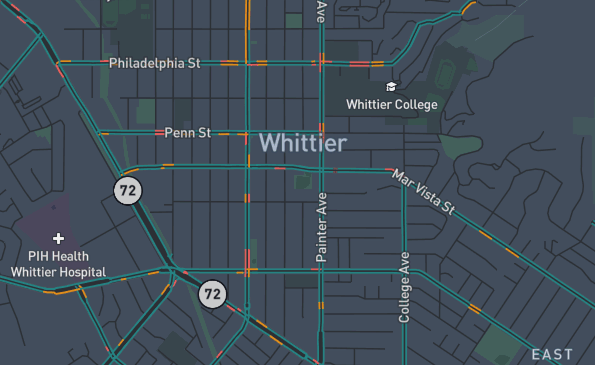 Ave
Philadelphia St
Whittier College
Penn St
Whittier
Mar Vista St
72
Painter Ave
PIH Health
Whittier Hospital
College Ave
72
EAST